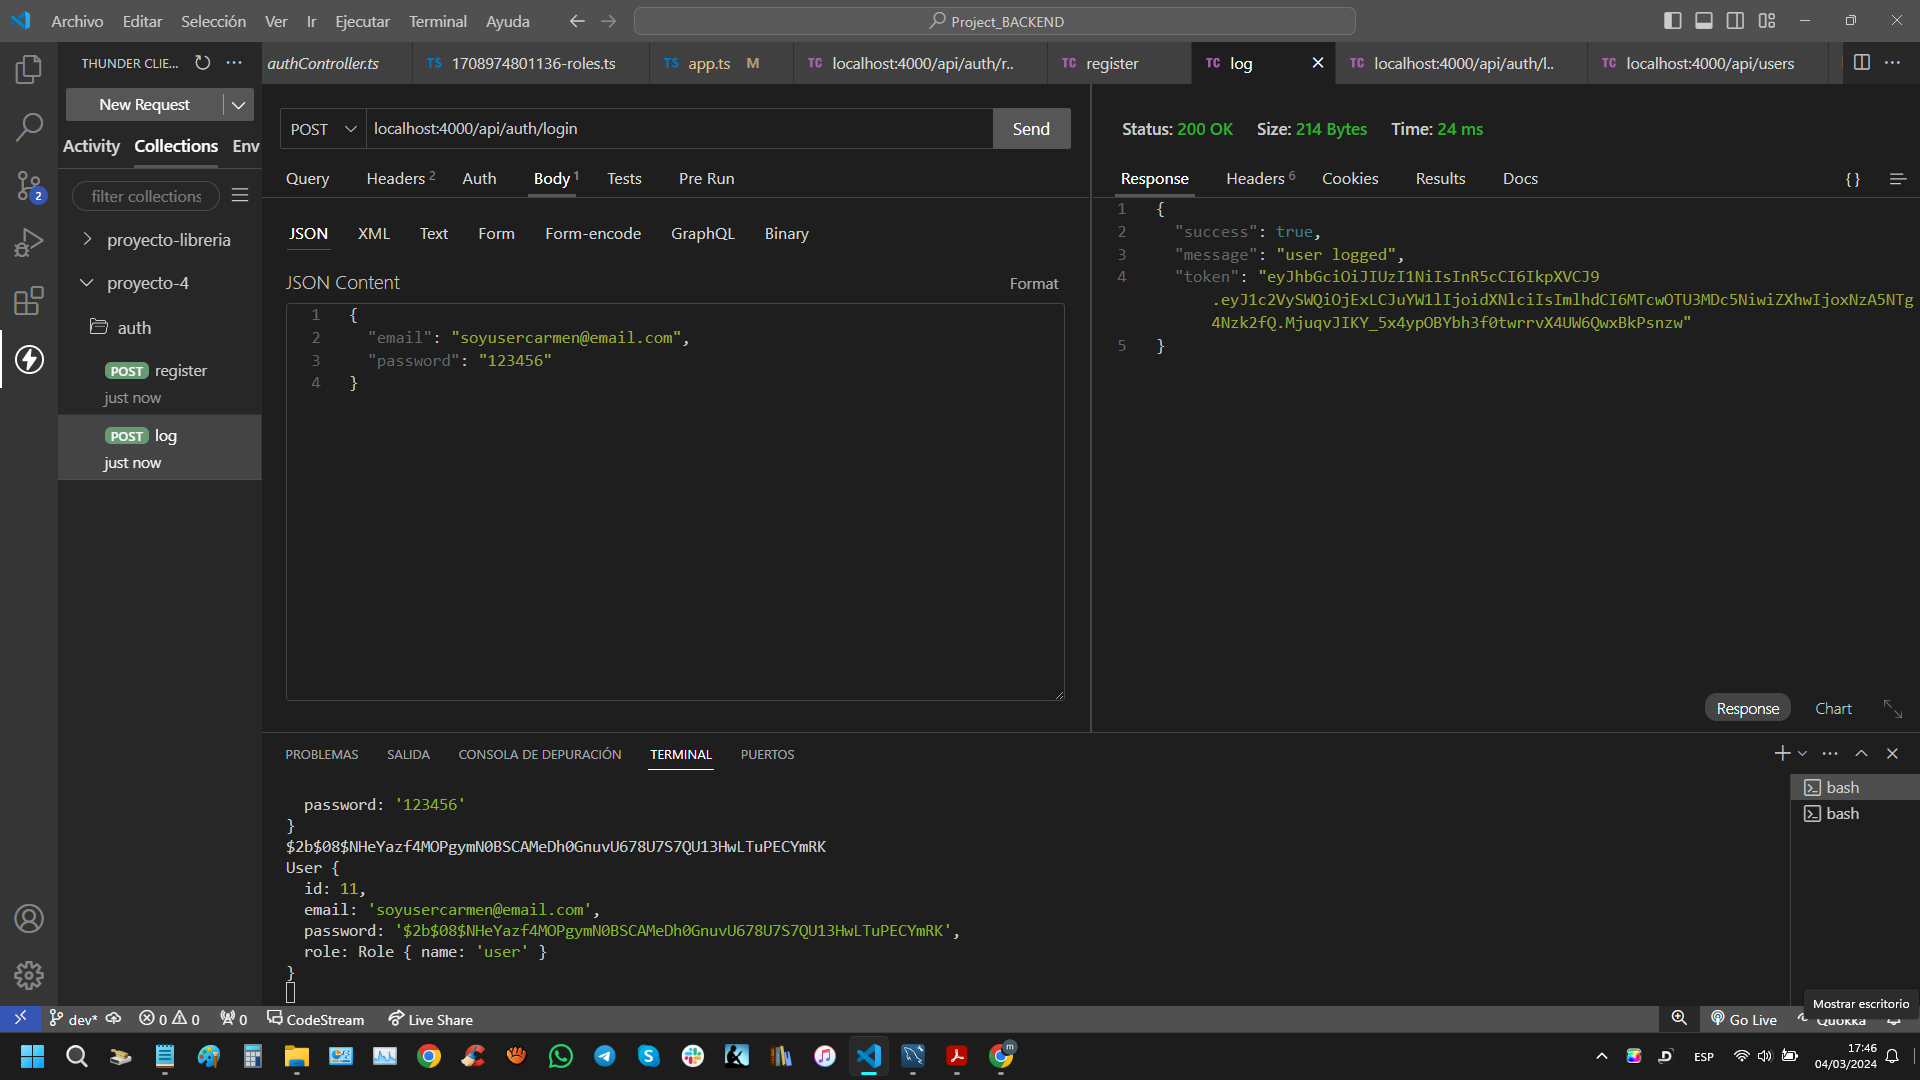 Archivo Editar Selección Ver Ir Ejecutar Terminal Ayuda
Project_BACKEND
THUNDER CLIE...
authController.ts
TS 1708974801136-roles.ts
TS app.ts M
TC localhost:4000/api/auth/r..
TC register
TC log
TC localhost:4000/api/auth/l..
TC localhost:4000/api/users
New Request
Activity Collections Env
filter collections
proyecto-libreria
proyecto-4
auth
POST register
just now
POST log
just now
2
POST localhost:4000/api/auth/login Send
Query Headers 2 Auth Body 1 Tests Pre Run
JSON XML Text Form Form-encode GraphQL Binary
JSON Content Format
1 {
2 "email": "soyusercarmen@email.com",
3 "password": "123456"
4 }
Status: 200 OK Size: 214 Bytes Time: 24 ms
Response Headers 6 Cookies Results Docs { }
1 {
2 "success": true,
3 "message": "user logged",
4 "token": "eyJhbGciOiJIUzI1NiIsInR5cCI6IkpXVCJ9
.eyJ1c2VySWQiOjExLCJuYW1lIjoidXNlciIsImlhdCI6MTcwOTU3MDc5NiwiZXhwIjoxNzA5NTg
4Nzk2fQ.MjuqvJIKY_5x4ypOBYbh3f0twrrvX4UW6QwxBkPsnzw"
5 }
Response Chart
PROBLEMAS SALIDA CONSOLA DE DEPURACIÓN TERMINAL PUERTOS
password: '123456'
}
$2b$08$NHeYazf4MOPgymN0BSCAMeDh0GnuvU678U7S7QU13HwLTuPECYmRK
User {
id: 11,
email: 'soyusercarmen@email.com',
password: '$2b$08$NHeYazf4MOPgymN0BSCAMeDh0GnuvU678U7S7QU13HwLTuPECYmRK',
role: Role { name: 'user' }
}
bash
bash
Mostrar escritorio
dev* 0 0 0 CodeStream Live Share Go Live Quokka
ESP
17:46
04/03/2024